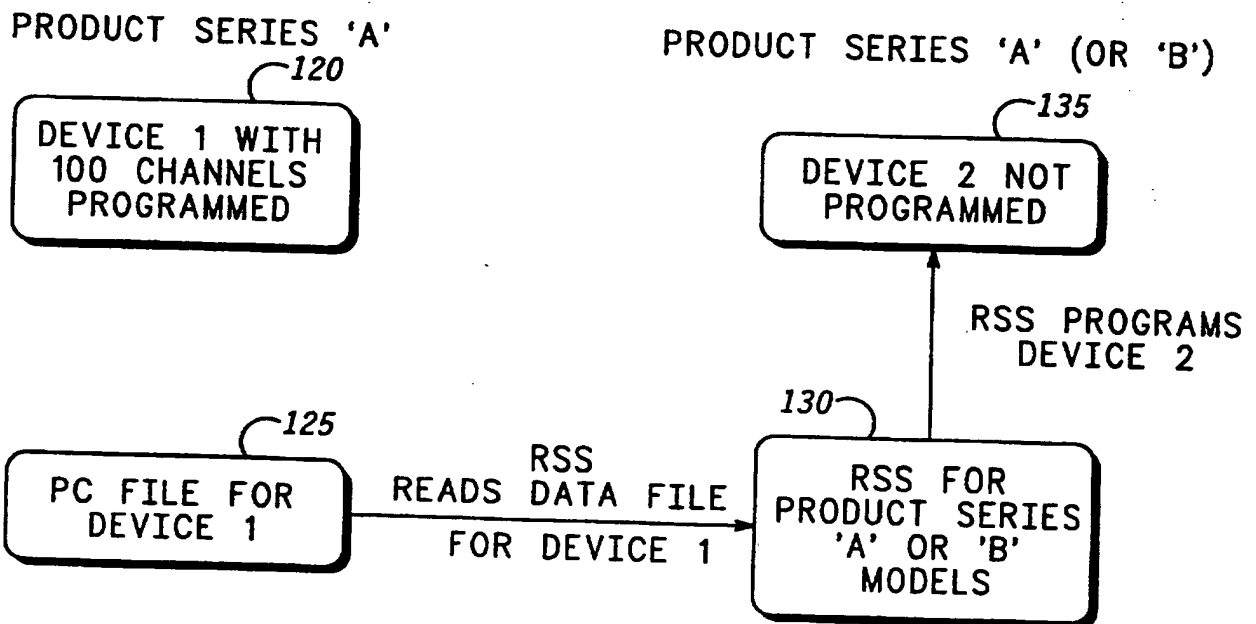 PRODUCT SERIES ‘A’
120
DEVICE 1 WITH
100 CHANNELS
PROGRAMMED
PRODUCT SERIES ‘A’ (OR ‘B’)
135
DEVICE 2 NOT
PROGRAMMED
RSS PROGRAMS
DEVICE 2
125
PC FILE FOR
DEVICE 1
RSS
READS DATA FILE
FOR DEVICE 1
130
RSS FOR
PRODUCT SERIES
'A' OR 'B'
MODELS